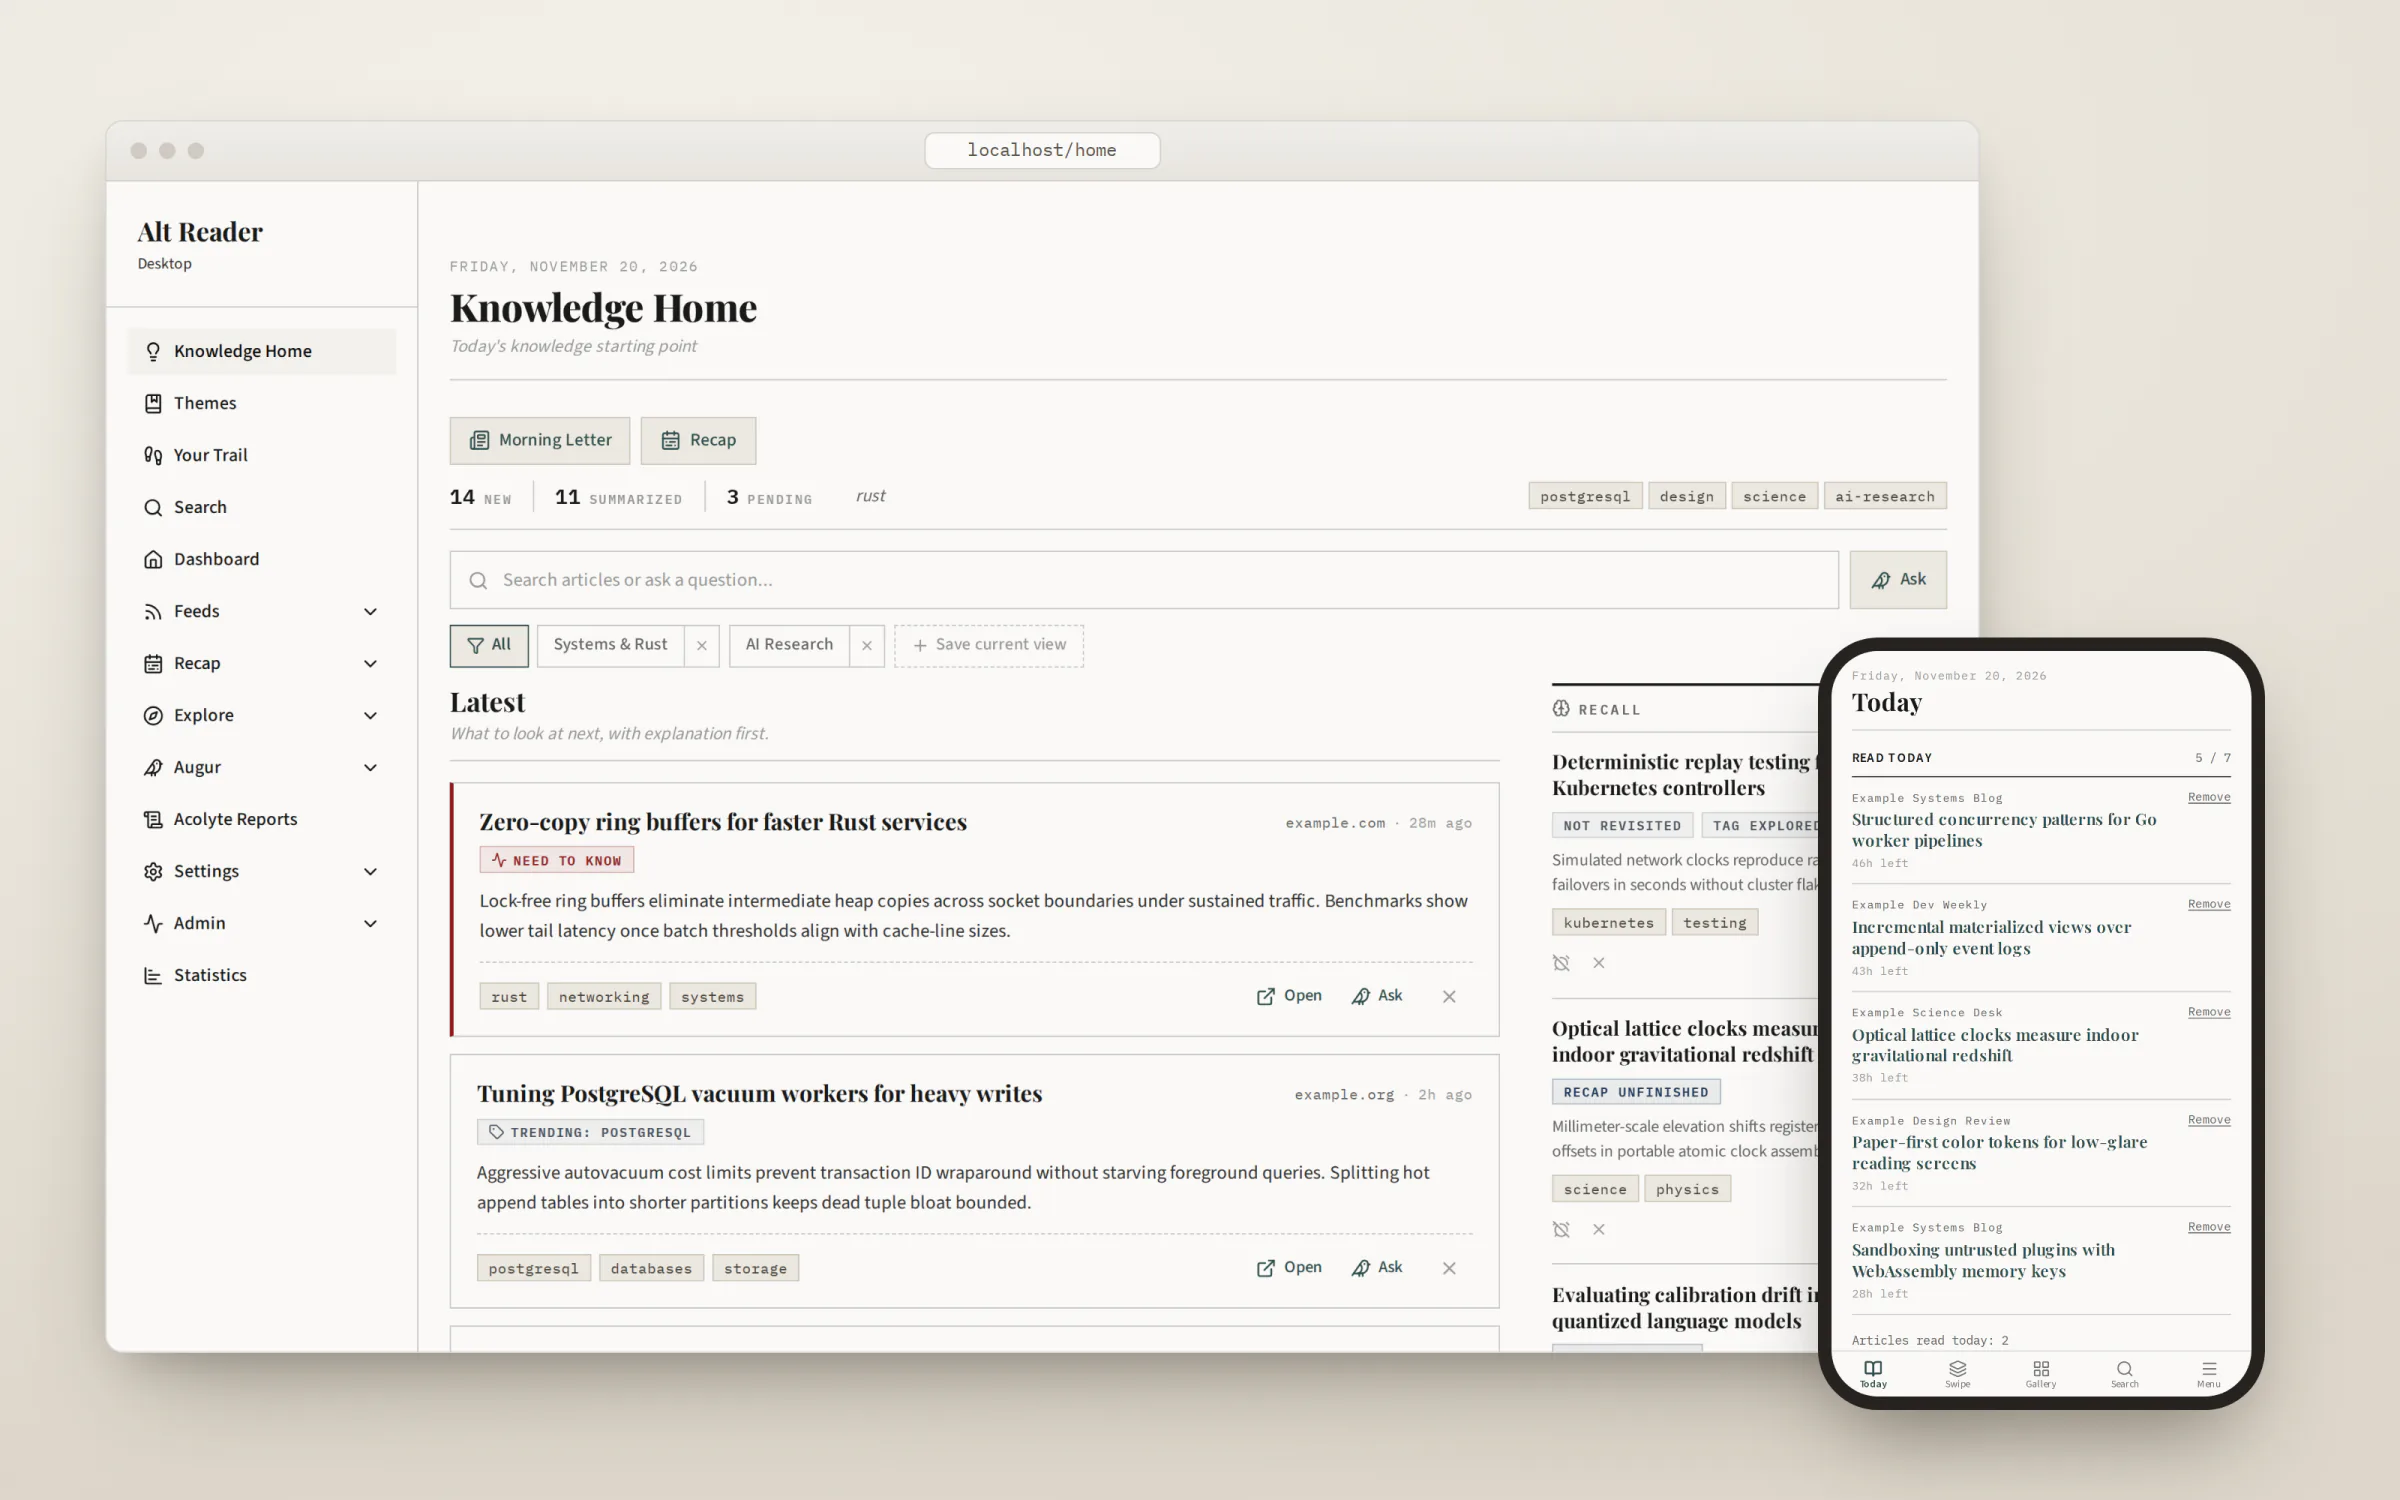 localhost/home
Alt Reader
Desktop
Knowledge Home
Themes
Your Trail
Search
Dashboard
Feeds
Recap
Explore
Augur
Acolyte Reports
Settings
Admin
Statistics
FRIDAY, NOVEMBER 20, 2026
Knowledge Home
Today's knowledge starting point
Morning Letter
Recap
14 NEW
11 SUMMARIZED
3 PENDING
rust
postgresql
design
science
ai-research
Search articles or ask a question...
Ask
All
Systems & Rust
AI Research
Save current view
Latest
What to look at next, with explanation first.
Zero-copy ring buffers for faster Rust services
example.com · 28m ago
NEED TO KNOW
Lock-free ring buffers eliminate intermediate heap copies across socket boundaries under sustained traffic. Benchmarks show
lower tail latency once batch thresholds align with cache-line sizes.
rust
networking
systems
Open
Ask
Tuning PostgreSQL vacuum workers for heavy writes
example.org · 2h ago
TRENDING: POSTGRESQL
Aggressive autovacuum cost limits prevent transaction ID wraparound without starving foreground queries. Splitting hot
append tables into shorter partitions keeps dead tuple bloat bounded.
postgresql
databases
storage
Open
Ask
RECALL
Deterministic replay testing
Kubernetes controllers
NOT REVISITED
TAG EXPLORED
Simulated network clocks reproduce
failovers in seconds without cluster
kubernetes
testing
Optical lattice clocks
indoor gravitational redshift
RECAP UNFINISHED
Millimeter-scale elevation shifts
offsets in portable atomic clock
science
physics
Evaluating calibration drift
quantized language models
Friday, November 20, 2026
Today
READ TODAY
5 / 7
Example Systems Blog
Remove
Structured concurrency patterns for Go
worker pipelines
46h left
Example Dev Weekly
Remove
Incremental materialized views over
append-only event logs
43h left
Example Science Desk
Remove
Optical lattice clocks measure indoor
gravitational redshift
38h left
Example Design Review
Remove
Paper-first color tokens for low-glare
reading screens
32h left
Example Systems Blog
Remove
Sandboxing untrusted plugins with
WebAssembly memory keys
28h left
Articles read today: 2
Today
Swipe
Gallery
Search
Menu